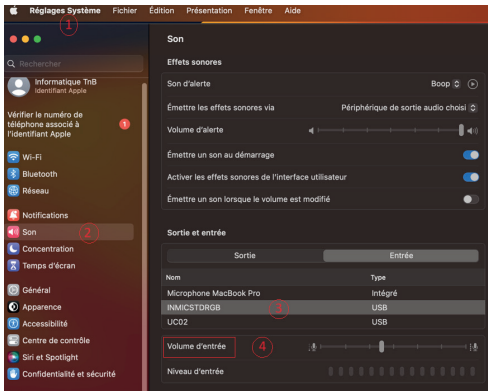 Réglages Système Fichier Édition Présentation Fenêtre Aide
1
Rechercher
Informatique TnB
Identifiant Apple
Vérifier le numéro de
téléphone associé à
l'identifiant Apple
1
Wi-Fi
Bluetooth
Réseau
Notifications
Son
2
Concentration
Temps d'écran
Général
Apparence
Accessibilité
Centre de contrôle
Siri et Spotlight
Confidentialité et sécurité
Son
Effets sonores
Son d'alerte Boop
Émettre les effets sonores via Périphérique de sortie audio choisi
Volume d'alerte
Émettre un son au démarrage
Activer les effets sonores de l'interface utilisateur
Émettre un son lorsque le volume est modifié
Sortie et entrée
Sortie Entrée
Nom Type
Microphone MacBook Pro Intégré
INMICSTDRGB 3 USB
UC02 USB
Volume d'entrée 4
Niveau d'entrée